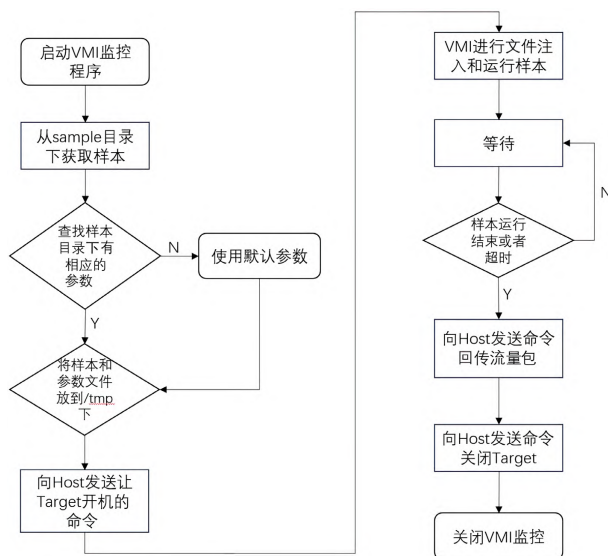 启动VMI监控
程序
从sample目录
下获取样本
查找样本
目录下有
相应的
参数
N
使用默认参数
Y
将样本和
参数文件
放到/tmp
下
向Host发送让
Target开机的
命令
VMI进行文件注
入和运行样本
等待
N
样本运行
结束或者
超时
Y
向Host发送命令
回传流量包
向Host发送命令
关闭Target
关闭VMI监控